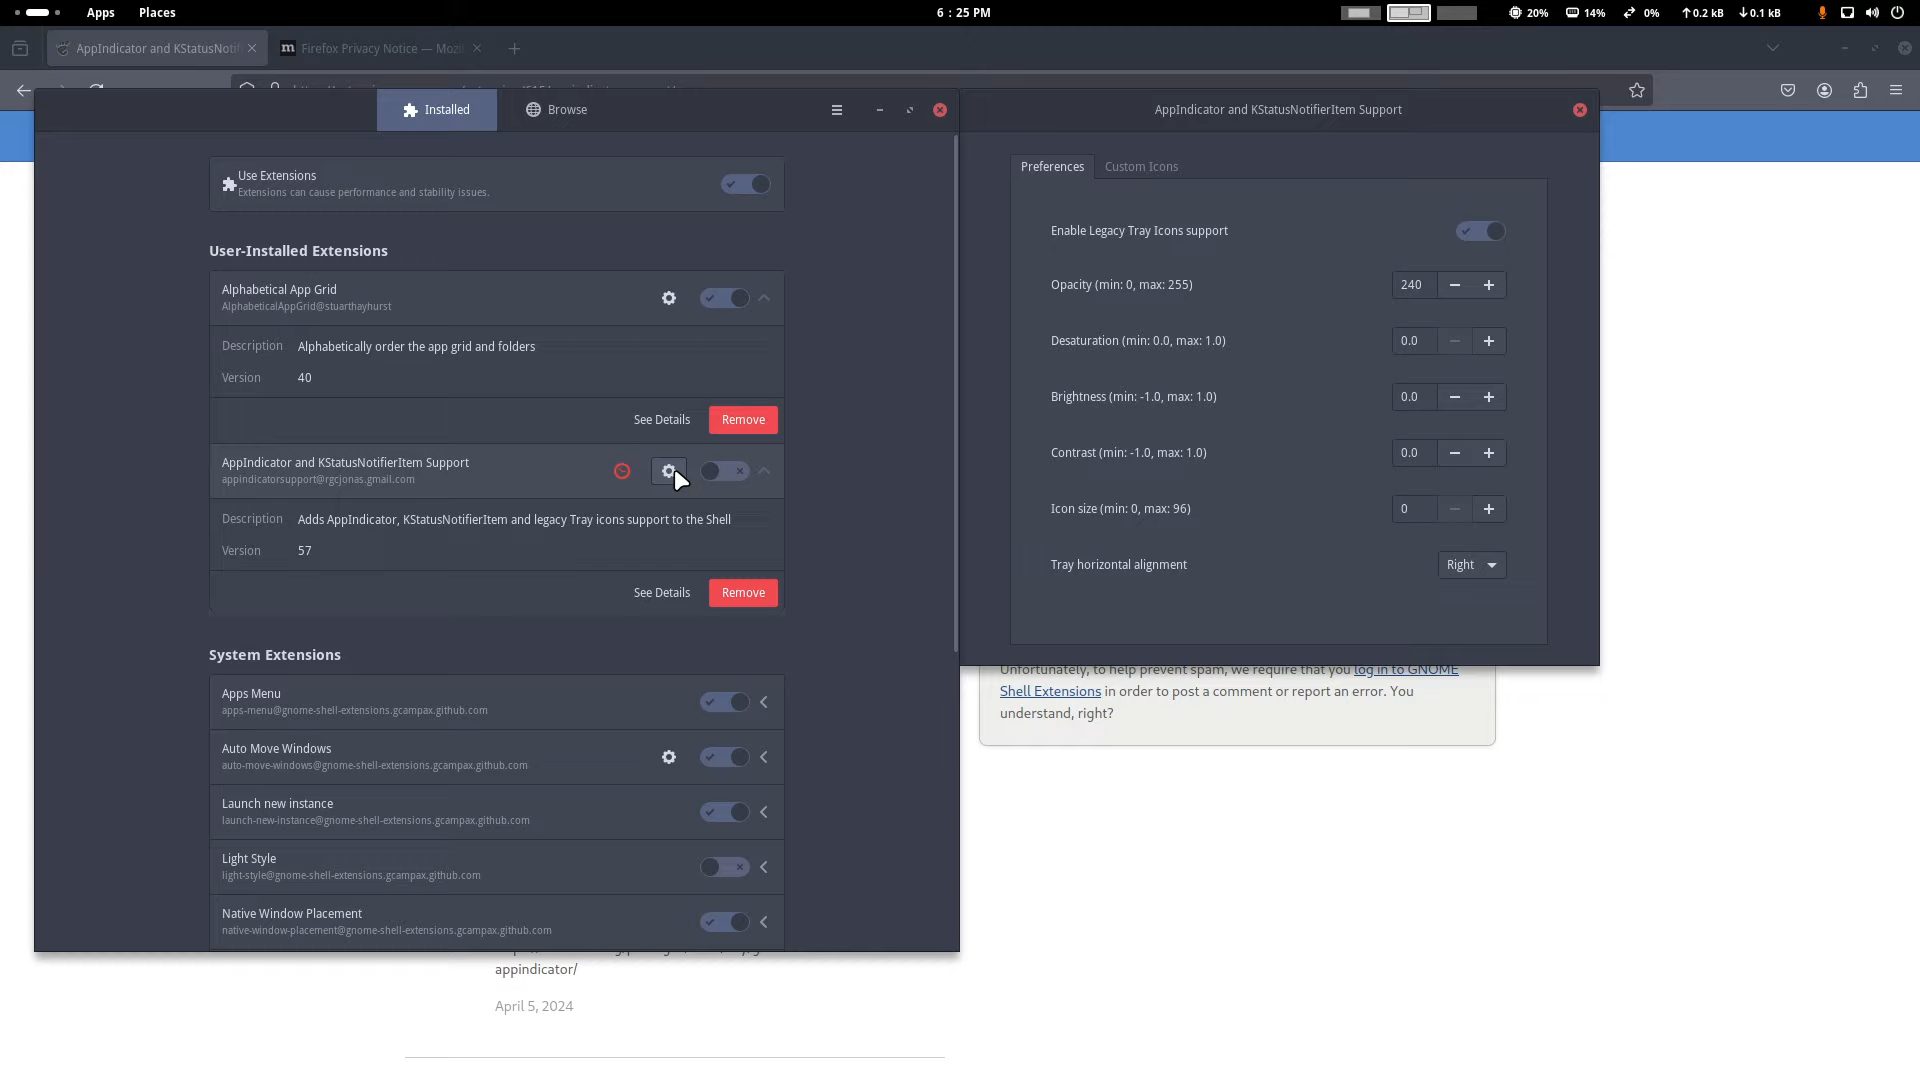 Apps Places 6 : 25 PM 20% 14% 0% 0.2 kB 0.1 kB
AppIndicator and KStatusNotif Firefox Privacy Notice — Mozi
Installed Browse
AppIndicator and KStatusNotifierItem Support
Use Extensions
Extensions can cause performance and stability issues.
User-Installed Extensions
Alphabetical App Grid
AlphabeticalAppGrid@stuarthayhurst
Description Alphabetically order the app grid and folders
Version 40
See Details Remove
AppIndicator and KStatusNotifierItem Support
appindicatorsupport@rgcjonas.gmail.com
Description Adds AppIndicator, KStatusNotifierItem and legacy Tray icons support to the Shell
Version 57
See Details Remove
System Extensions
Apps Menu
apps-menu@gnome-shell-extensions.gcampax.github.com
Auto Move Windows
auto-move-windows@gnome-shell-extensions.gcampax.github.com
Launch new instance
launch-new-instance@gnome-shell-extensions.gcampax.github.com
Light Style
light-style@gnome-shell-extensions.gcampax.github.com
Native Window Placement
native-window-placement@gnome-shell-extensions.gcampax.github.com
Preferences Custom Icons
Enable Legacy Tray Icons support
Opacity (min: 0, max: 255) 240
Desaturation (min: 0.0, max: 1.0) 0.0
Brightness (min: -1.0, max: 1.0) 0.0
Contrast (min: -1.0, max: 1.0) 0.0
Icon size (min: 0, max: 96) 0
Tray horizontal alignment Right
Unfortunately, to help prevent spam, we require that you log in to GNOME
Shell Extensions in order to post a comment or report an error. You
understand, right?
appindicator/
April 5, 2024